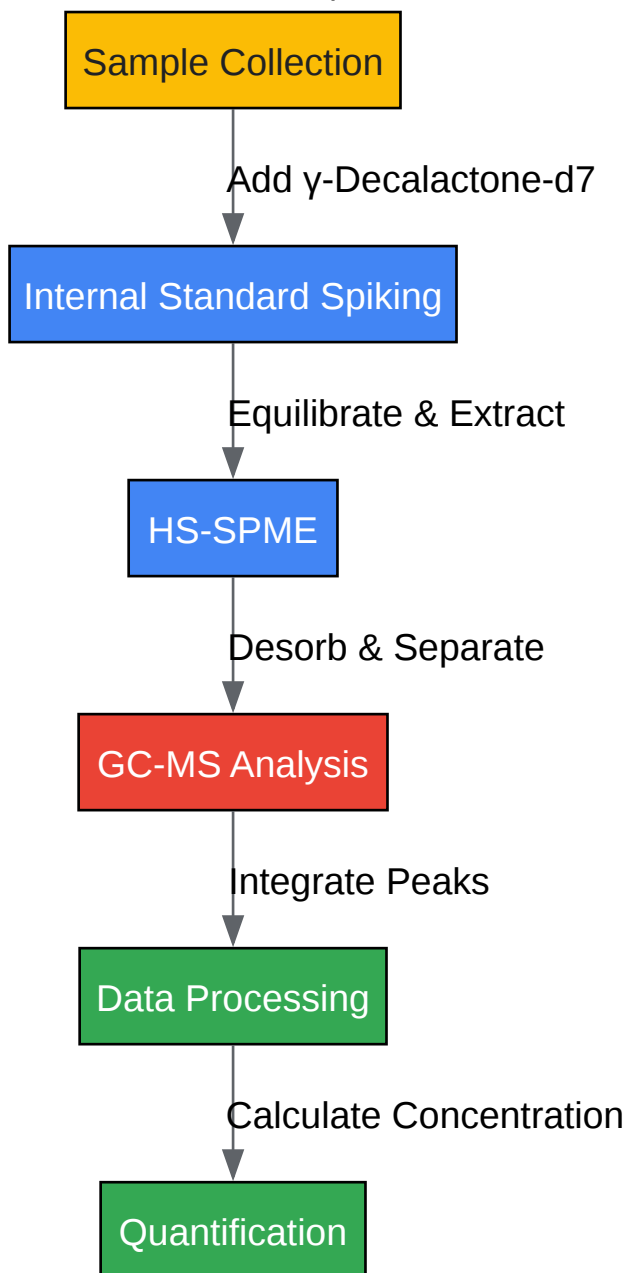 Sample Collection
Add γ-Decalactone-d7
Internal Standard Spiking
Equilibrate & Extract
HS-SPME
Desorb & Separate
GC-MS Analysis
Integrate Peaks
Data Processing
Calculate Concentration
Quantification